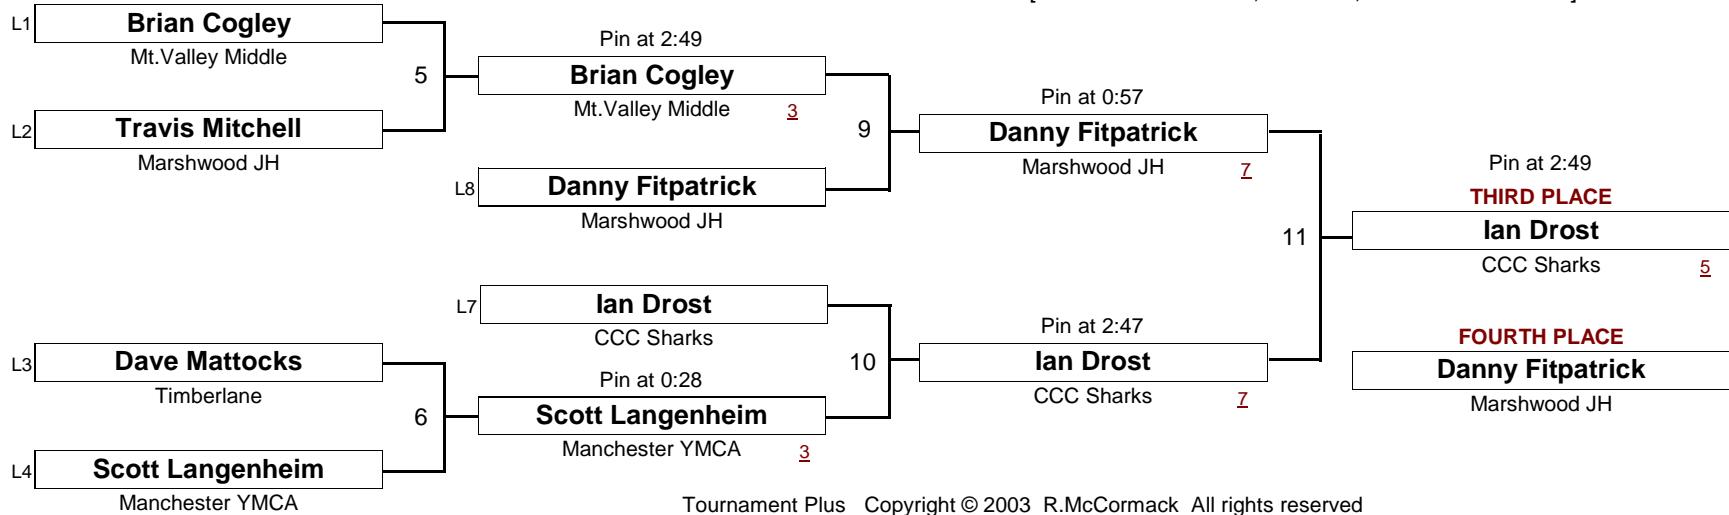 L1
Brian Cogley
Mt.Valley Middle
5
L2
Travis Mitchell
Marshwood JH
Pin at 2:49
Brian Cogley
Mt.Valley Middle 3
9
L8
Danny Fitpatrick
Marshwood JH
Pin at 0:57
Danny Fitpatrick
Marshwood JH 7
11
Pin at 2:49
THIRD PLACE
Ian Drost
CCC Sharks 5
L7
Ian Drost
CCC Sharks
10
Pin at 2:47
Ian Drost
CCC Sharks 7
FOURTH PLACE
Danny Fitpatrick
Marshwood JH
L3
Dave Mattocks
Timberlane
6
Pin at 0:28
Scott Langenheim
Manchester YMCA 3
L4
Scott Langenheim
Manchester YMCA
Tournament Plus Copyright © 2003 R.McCormack All rights reserved